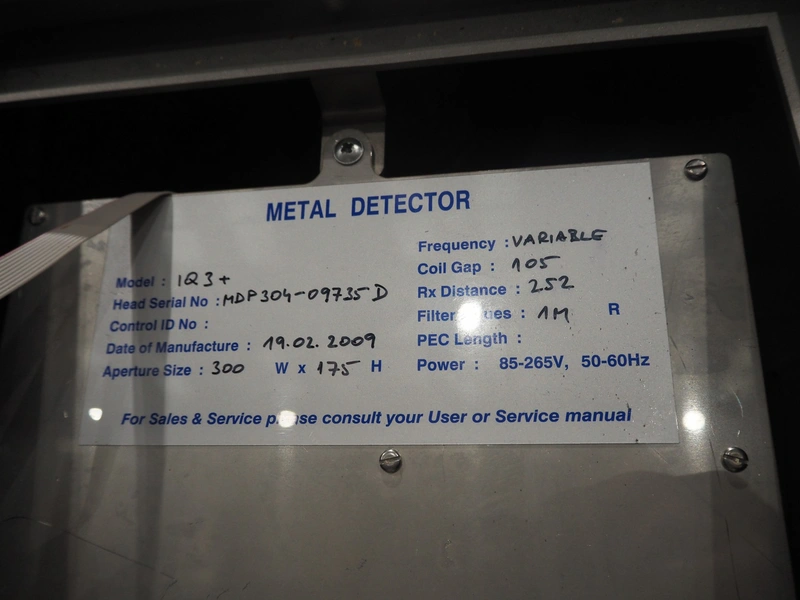 METAL DETECTOR
Model : IQ3+
Head Serial No : MDP304-09735D
Control ID No :
Date of Manufacture : 19.02.2009
Aperture Size : 300 W x 175 H
Frequency : VARIABLE
Coil Gap : 105
Rx Distance : 252
: 1M R
PEC Length :
Power : 85-265V, 50-60Hz
For Sales & Service please consult your User or Service manual